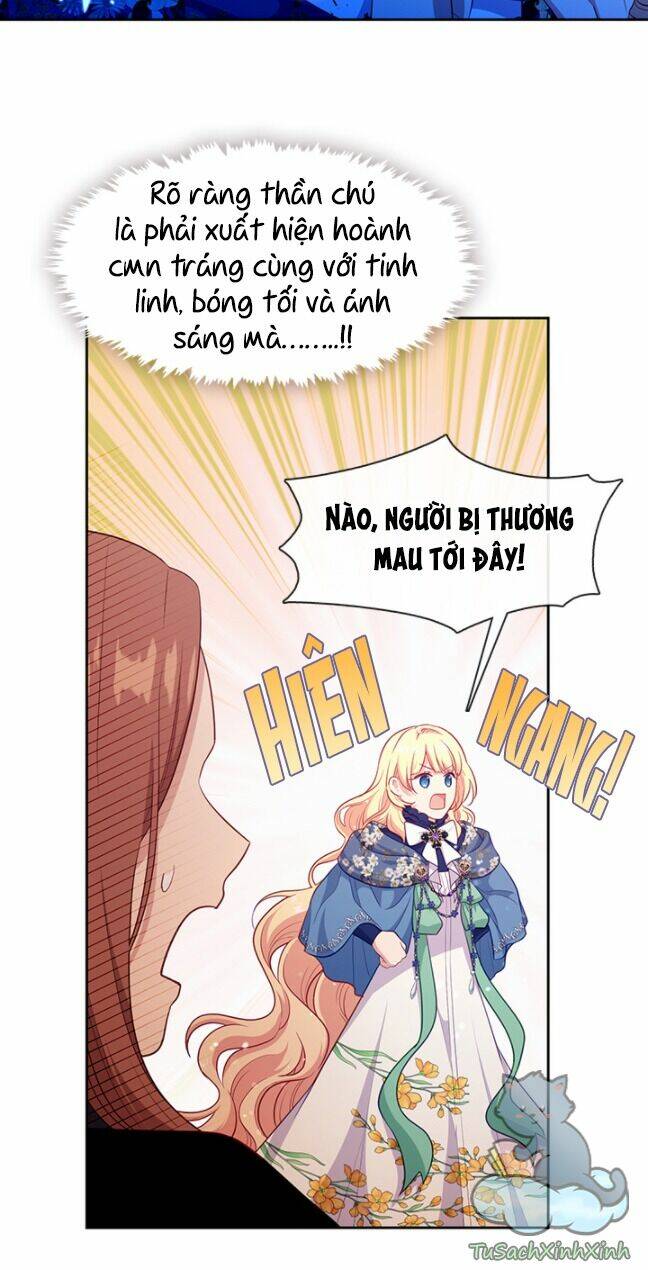 Rõ ràng thần chú
là phải xuất hiện hoành
cmn tráng cùng với tinh
linh, bóng tối và ánh
sáng mà……..!!
NÀO, NGƯỜI BỊ THƯƠNG
MAU TỚI ĐÂY!
HIÊN
NGANG!
TuSachXinhXinh